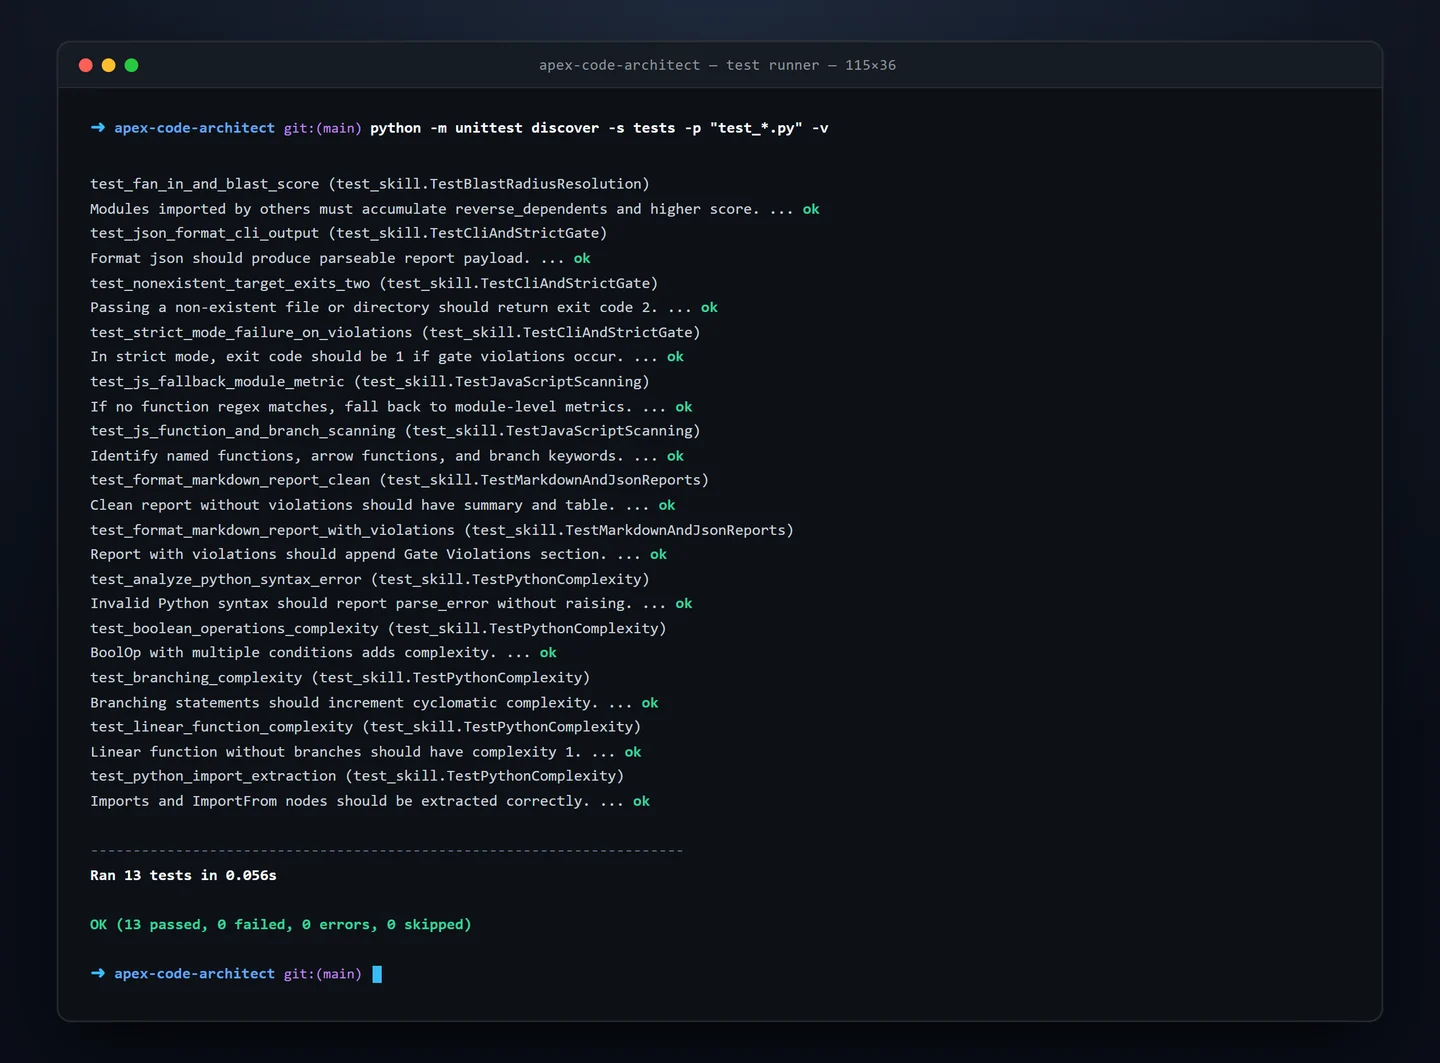 apex-code-architect — test runner — 115×36
➜ apex-code-architect git:(main) python -m unittest discover -s tests -p "test_*.py" -v
test_fan_in_and_blast_score (test_skill.TestBlastRadiusResolution)
Modules imported by others must accumulate reverse_dependents and higher score. ... ok
test_json_format_cli_output (test_skill.TestCliAndStrictGate)
Format json should produce parseable report payload. ... ok
test_nonexistent_target_exits_two (test_skill.TestCliAndStrictGate)
Passing a non-existent file or directory should return exit code 2. ... ok
test_strict_mode_failure_on_violations (test_skill.TestCliAndStrictGate)
In strict mode, exit code should be 1 if gate violations occur. ... ok
test_js_fallback_module_metric (test_skill.TestJavaScriptScanning)
If no function regex matches, fall back to module-level metrics. ... ok
test_js_function_and_branch_scanning (test_skill.TestJavaScriptScanning)
Identify named functions, arrow functions, and branch keywords. ... ok
test_format_markdown_report_clean (test_skill.TestMarkdownAndJsonReports)
Clean report without violations should have summary and table. ... ok
test_format_markdown_report_with_violations (test_skill.TestMarkdownAndJsonReports)
Report with violations should append Gate Violations section. ... ok
test_analyze_python_syntax_error (test_skill.TestPythonComplexity)
Invalid Python syntax should report parse_error without raising. ... ok
test_boolean_operations_complexity (test_skill.TestPythonComplexity)
BoolOp with multiple conditions adds complexity. ... ok
test_branching_complexity (test_skill.TestPythonComplexity)
Branching statements should increment cyclomatic complexity. ... ok
test_linear_function_complexity (test_skill.TestPythonComplexity)
Linear function without branches should have complexity 1. ... ok
test_python_import_extraction (test_skill.TestPythonComplexity)
Imports and ImportFrom nodes should be extracted correctly. ... ok
----------------------------------------------------------------------
Ran 13 tests in 0.056s
OK (13 passed, 0 failed, 0 errors, 0 skipped)
➜ apex-code-architect git:(main)